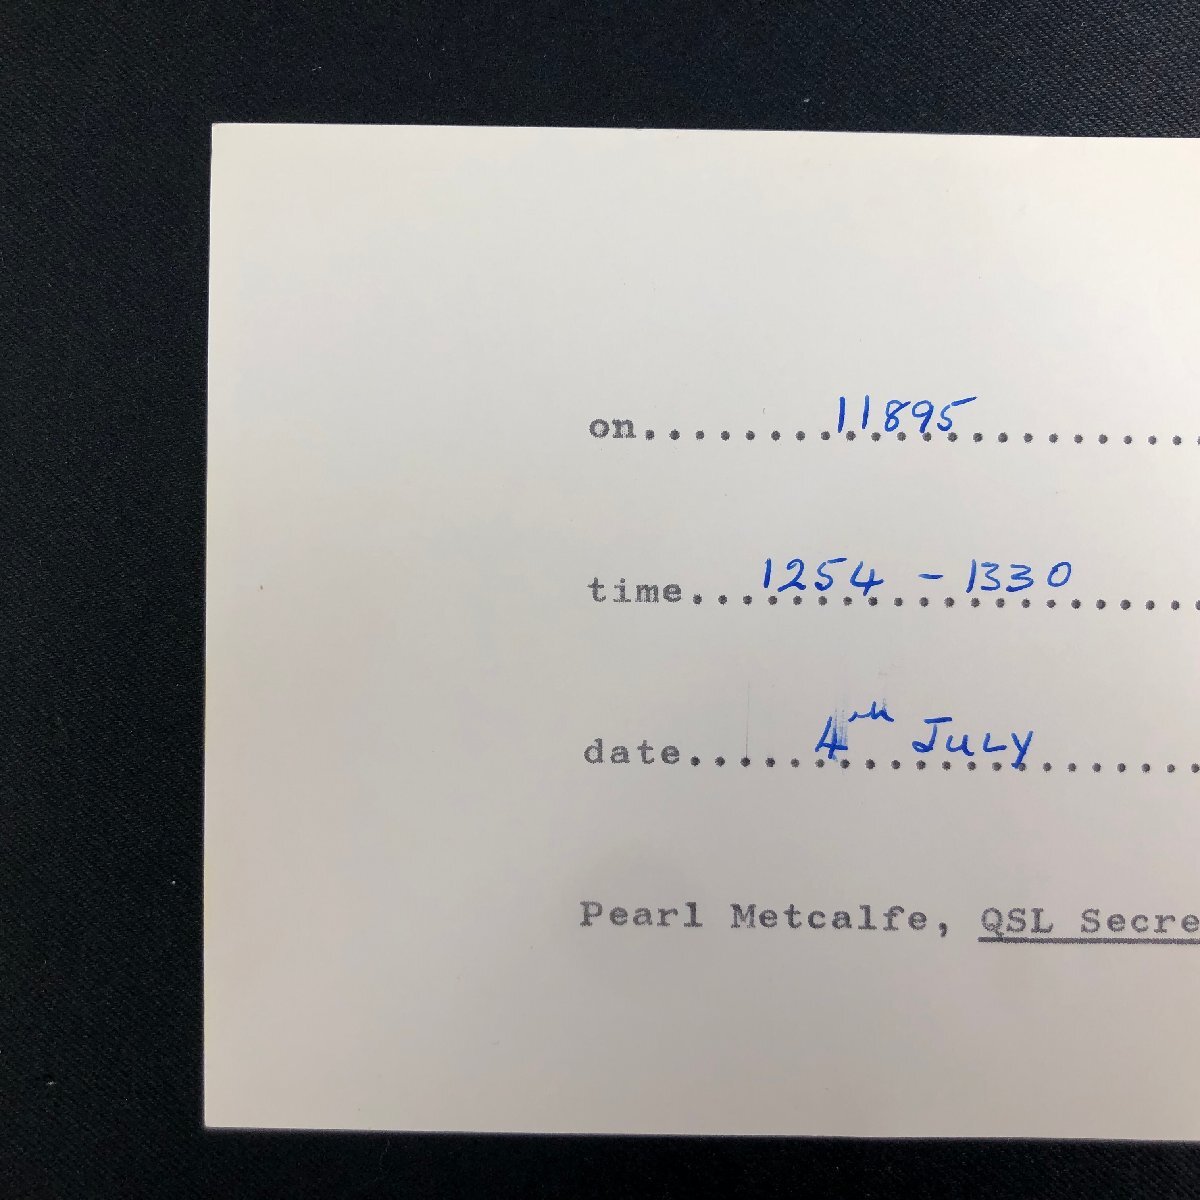 on.......11895.........
time...1254 - 1330.....
date.....4th July.......
Pearl Metcalfe, QSL Secre